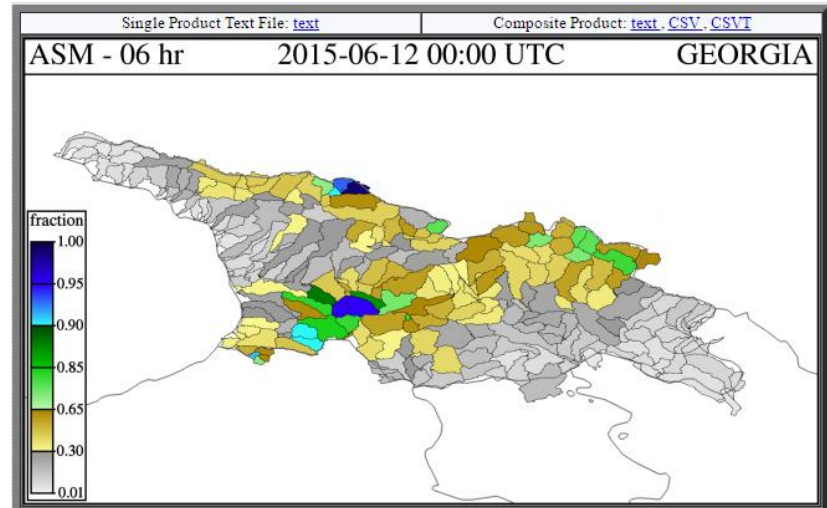 Single Product Text File: text
Composite Product: text , CSV , CSVT
ASM - 06 hr 2015-06-12 00:00 UTC GEORGIA
fraction
1.00
0.95
0.90
0.85
0.65
0.30
0.01